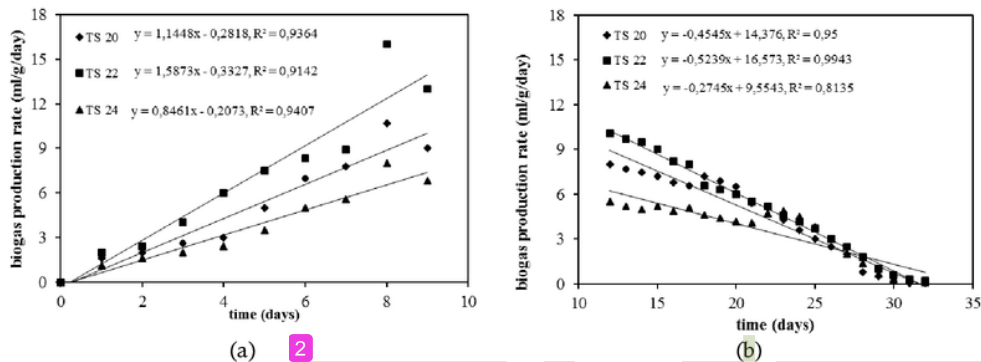 18
15
12
9
6
3
0
biogas production rate (ml/g/day)
TS 20 y = 1,1448x - 0,2818, R² = 0,9364
TS 22 y = 1,5873x - 0,3327, R² = 0,9142
TS 24 y = 0,8461x - 0,2073, R² = 0,9407
0 2 4 6 8 10
time (days)
(a)
2
18
15
12
9
6
3
0
biogas production rate (ml/g/day)
TS 20 y = -0,4545x + 14,376, R² = 0,95
TS 22 y = -0,5239x + 16,573, R² = 0,9943
TS 24 y = -0,2745x + 9,5543, R² = 0,8135
10 15 20 25 30 35
time (days)
(b)